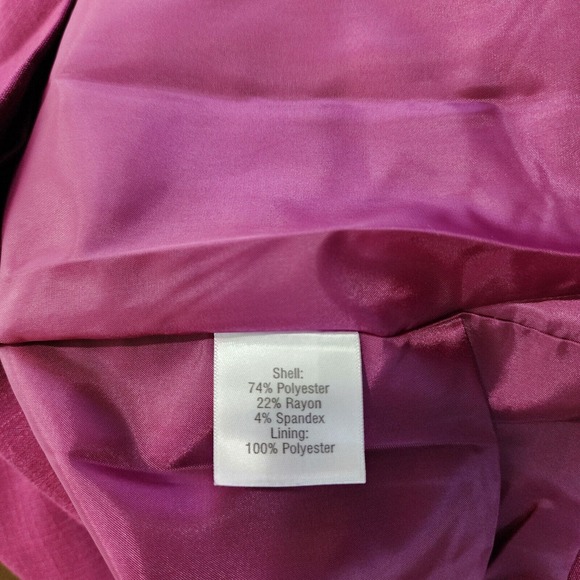 Shell:
74% Polyester
22% Rayon
4% Spandex
Lining:
100% Polyester